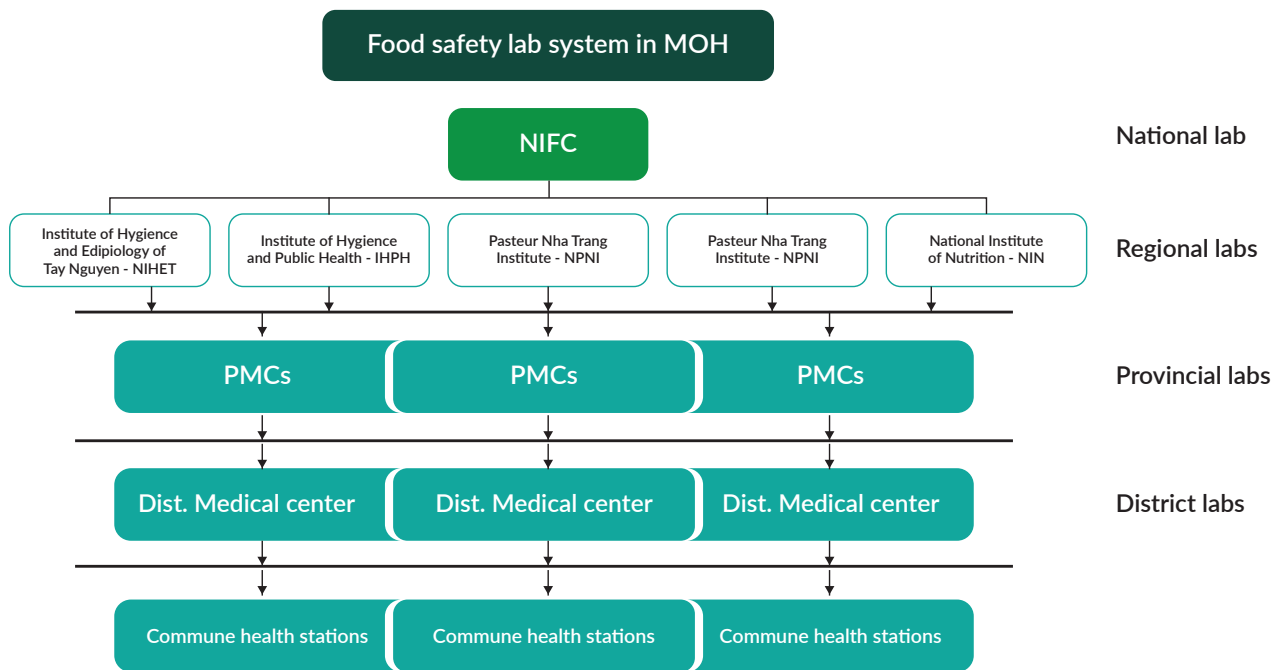 Food safety lab system in MOH
NIFC
National lab
Institute of Hygience
and Edipiology of
Tay Nguyen - NIHET
Institute of Hygience
and Public Health - IHPH
Pasteur Nha Trang
Institute - NPNI
Pasteur Nha Trang
Institute - NPNI
National Institute
of Nutrition - NIN
Regional labs
PMCs
PMCs
PMCs
Provincial labs
Dist. Medical center
Dist. Medical center
Dist. Medical center
District labs
Commune health stations
Commune health stations
Commune health stations